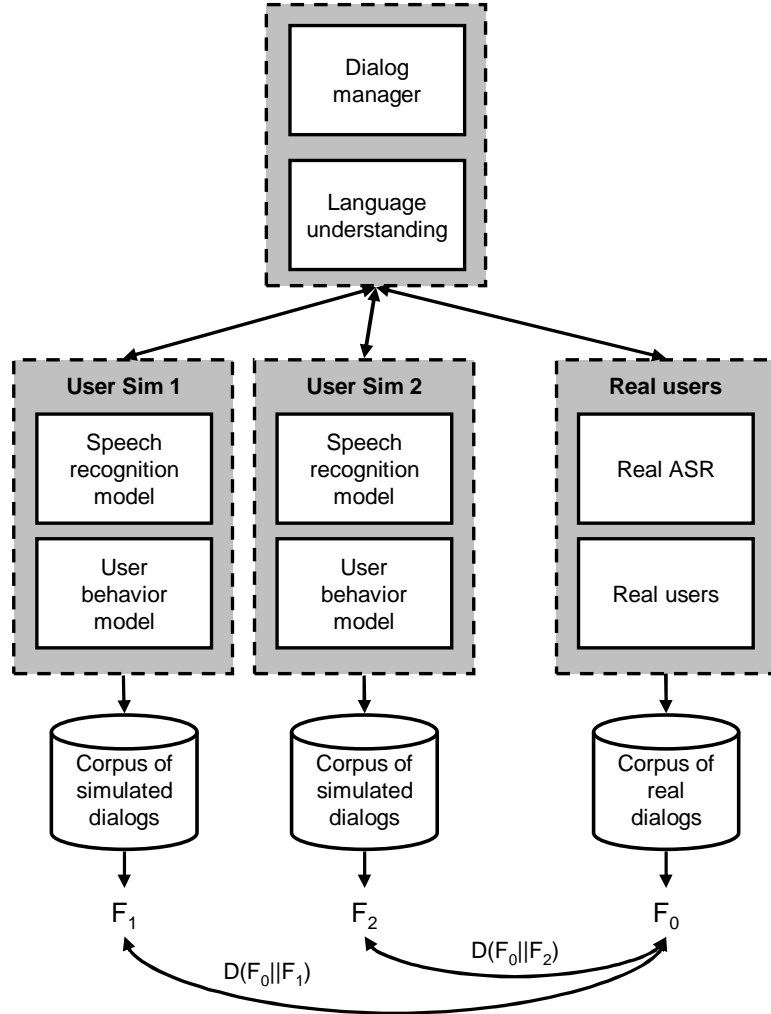 Dialog
manager
Language
understanding
User Sim 1
Speech
recognition
model
User
behavior
model
User Sim 2
Speech
recognition
model
User
behavior
model
Real users
Real ASR
Real users
Corpus of
simulated
dialogs
Corpus of
simulated
dialogs
Corpus of
real
dialogs
F₁
F₂
F₀
D(F₀||F₁)
D(F₀||F₂)